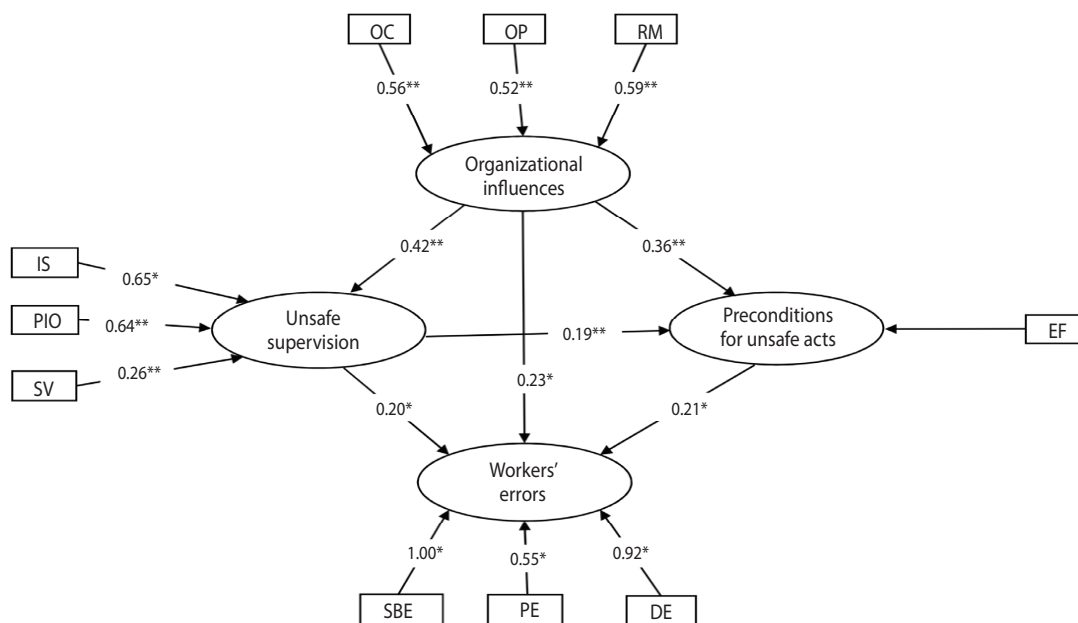 OC
OP
RM
0.56**
0.52**
0.59**
Organizational
influences
0.42**
0.36**
IS
0.65*
PIO
0.64**
Unsafe
supervision
0.19**
Preconditions
for unsafe acts
EF
SV
0.26**
0.23*
0.20*
0.21*
Workers’
errors
1.00*
0.55*
0.92*
SBE
PE
DE